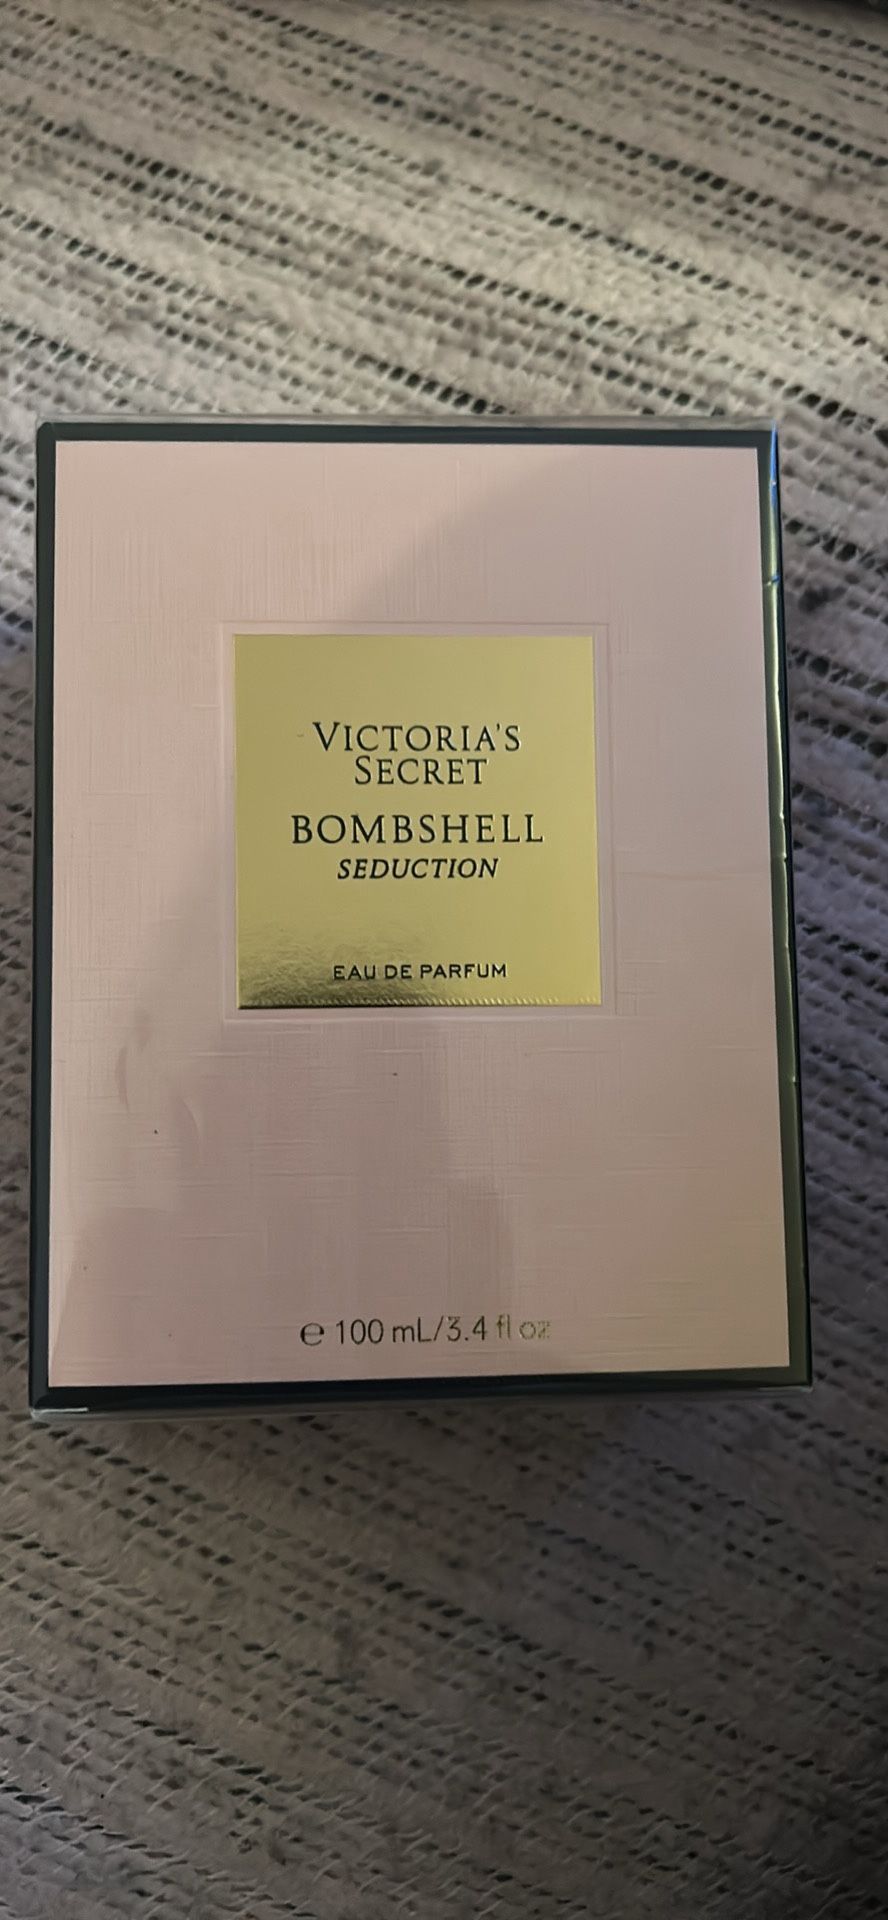 VICTORIA'S
SECRET
BOMBSHELL
SEDUCTION
EAU DE PARFUM
℮ 100 mL/3.4 fl oz